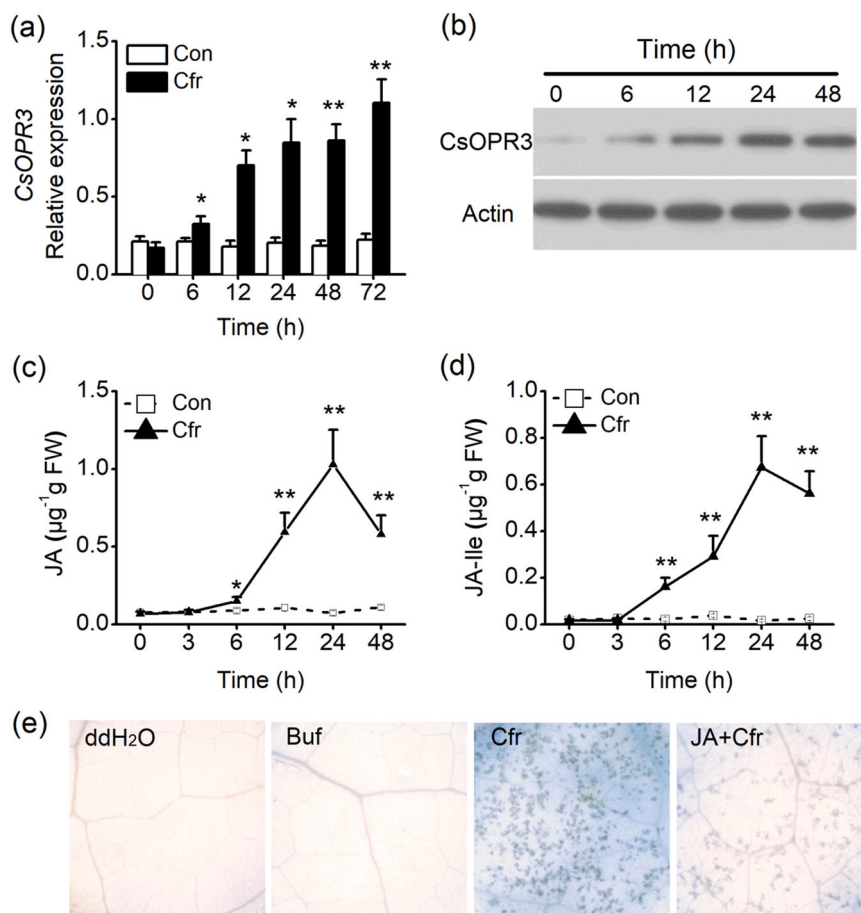 (a)
1.5
1.0
0.5
0.0
CsOPR3
Relative expression
Con
Cfr
*
*
*
**
**
0 6 12 24 48 72
Time (h)
(b)
Time (h)
0 6 12 24 48
CsOPR3
Actin
(c)
1.5
1.0
0.5
0.0
JA (µg⁻¹g FW)
Con
Cfr
*
**
**
**
0 3 6 12 24 48
Time (h)
(d)
1.0
0.8
0.6
0.4
0.2
0.0
JA-Ile (µg⁻¹g FW)
Con
Cfr
**
**
**
**
0 3 6 12 24 48
Time (h)
(e)
ddH₂O
Buf
Cfr
JA+Cfr